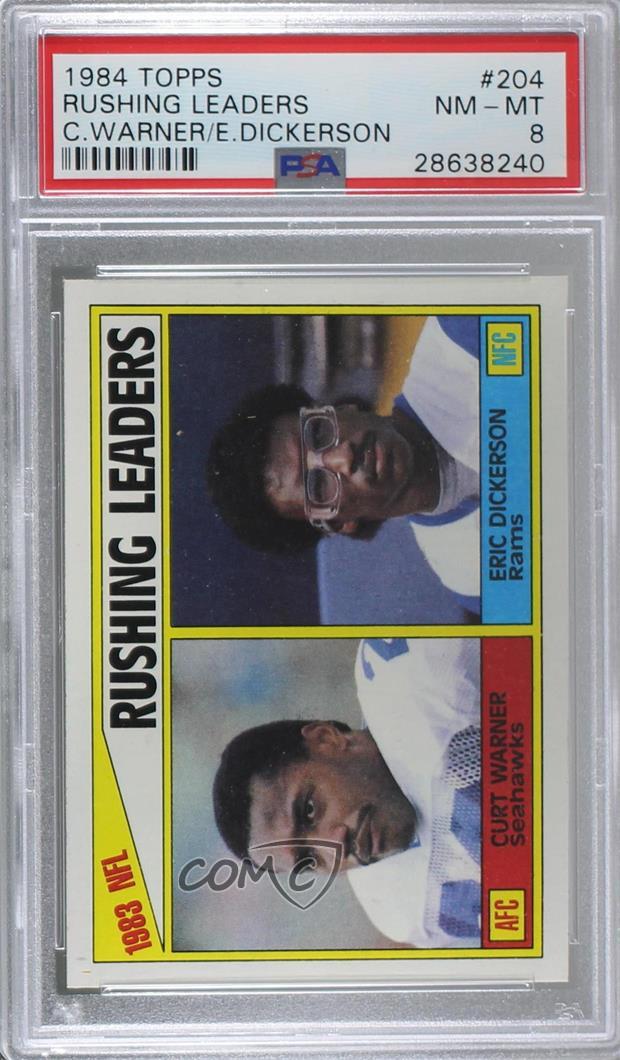 1984 TOPPS #204
RUSHING LEADERS NM - MT
C.WARNER/E.DICKERSON 8
PSA 28638240
1983 NFL RUSHING LEADERS
AFC CURT WARNER
Seahawks
ERIC DICKERSON NFC
Rams
COMC